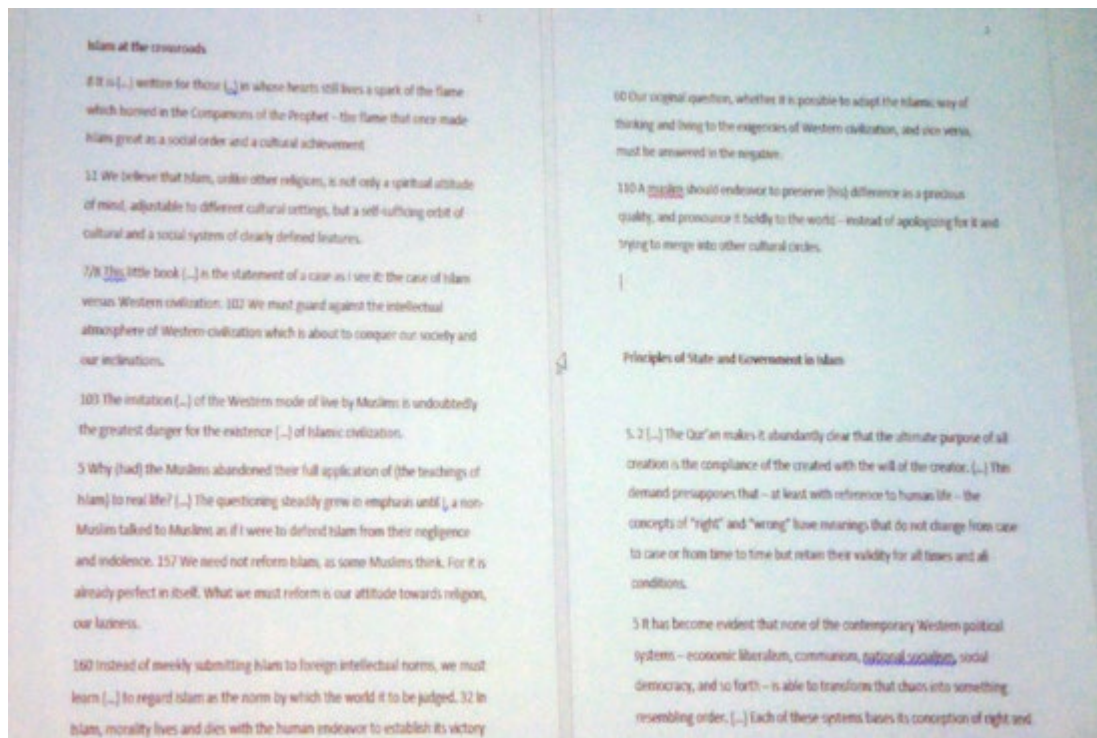 Islam at the crossroads
8 It is (...) written for those (...) in whose hearts still lives a spark of the flame
which burned in the Companions of the Prophet – the flame that once made
Islam great as a social order and a cultural achievement
11 We believe that Islam, unlike other religions, is not only a spiritual attitude
of mind, adjustable to different cultural settings, but a self-sufficing orbit of
cultural and a social system of clearly defined features.
7/8 This little book (...) is the statement of a case as I see it: the case of Islam
versus Western civilization. 102 We must guard against the intellectual
atmosphere of Western civilization which is about to conquer our society and
our inclinations.
103 The imitation (...) of the Western mode of live by Muslims is undoubtedly
the greatest danger for the existence (...) of Islamic civilization.
5 Why (had) the Muslims abandoned their full application of (the teachings of
Islam) to real life? (...) The questioning steadily grew in emphasis until I, a non-
Muslim talked to Muslims as if I were to defend Islam from their negligence
and indolence. 157 We need not reform Islam, as some Muslims think. For it is
already perfect in itself. What we must reform is our attitude towards religion,
our laziness.
160 Instead of meekly submitting Islam to foreign intellectual norms, we must
learn (...) to regard Islam as the norm by which the world it to be judged. 32 In
Islam, morality lives and dies with the human endeavor to establish its victory
60 Our original question, whether it is possible to adapt the Islamic way of
thinking and living to the exigencies of Western civilization, and vice versa,
must be answered in the negative.
110 A muslim should endeavor to preserve (his) difference as a precious
quality, and pronounce it boldly to the world – instead of apologizing for it and
trying to merge into other cultural circles.
Principles of State and Government in Islam
S. 2 (...) The Qur'an makes it abundantly clear that the ultimate purpose of all
creation is the compliance of the created with the will of the creator. (...) This
demand presupposes that – at least with reference to human life – the
concepts of "right" and "wrong" have meanings that do not change from case
to case or from time to time but retain their validity for all times and all
conditions.
5 It has become evident that none of the contemporary Western political
systems – economic liberalism, communism, national socialism, social
democracy, and so forth – is able to transform that chaos into something
resembling order. (...) Each of these systems bases its conception of right and